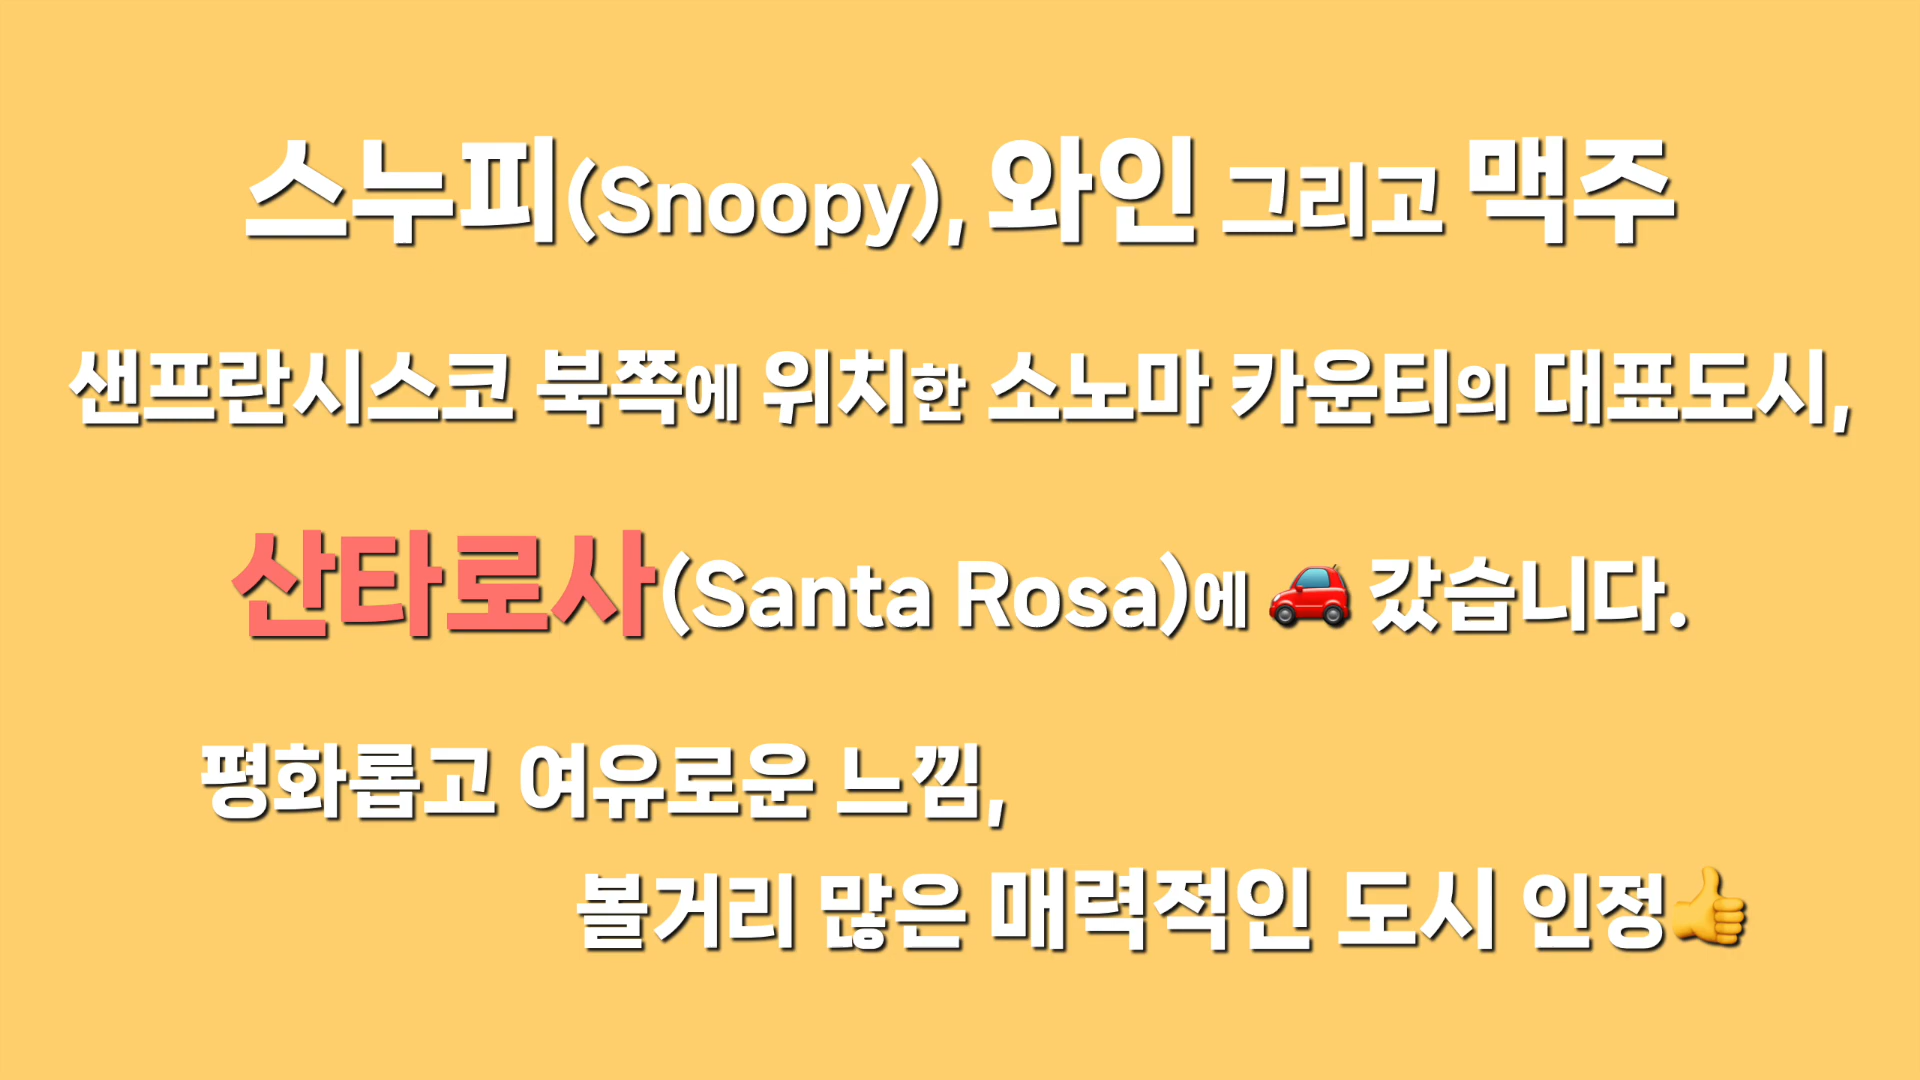 스누피(Snoopy), 와인 그리고 맥주
샌프란시스코 북쪽에 위치한 소노마 카운티의 대표도시,
산타로사(Santa Rosa)에 🚗 갔습니다.
평화롭고 여유로운 느낌,
볼거리 많은 매력적인 도시 인정👍